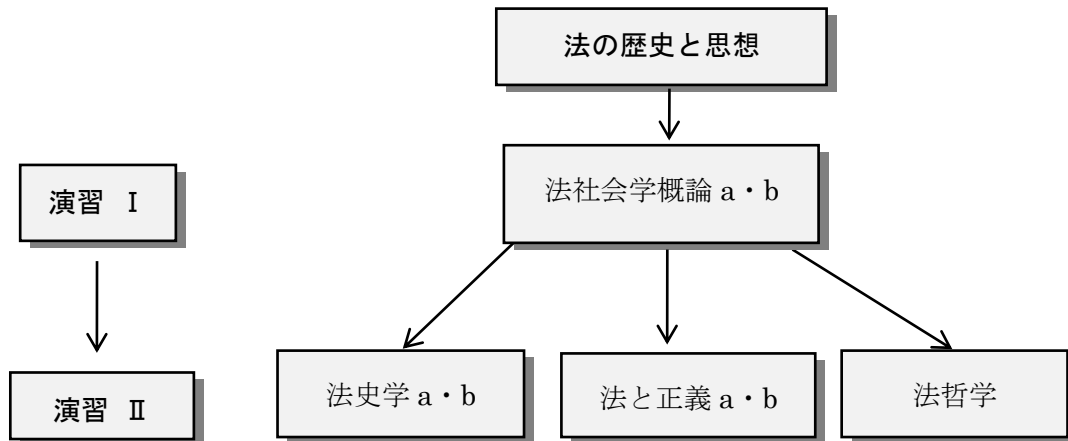 法の歴史と思想
法社会学概論 a・b
演習 Ⅰ
演習 Ⅱ
法史学 a・b
法と正義 a・b
法哲学